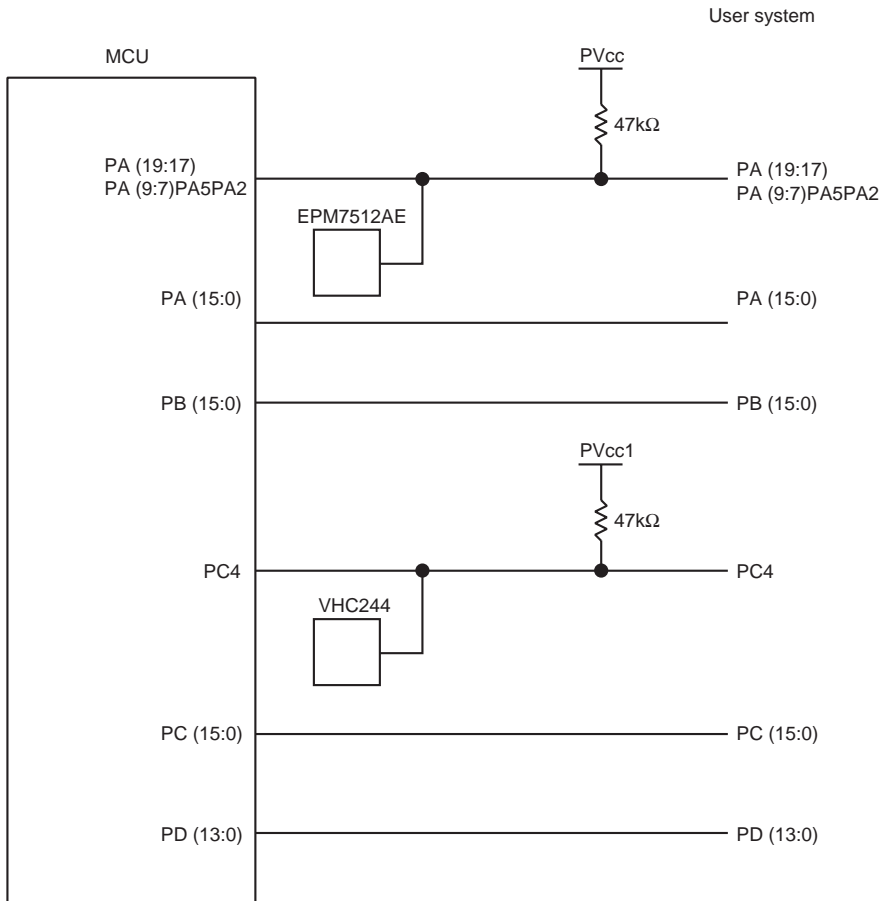 User system
MCU
PVcc
47kΩ
PA (19:17)
PA (9:7)PA5PA2
PA (19:17)
PA (9:7)PA5PA2
EPM7512AE
PA (15:0)
PA (15:0)
PB (15:0)
PB (15:0)
PVcc1
47kΩ
PC4
PC4
VHC244
PC (15:0)
PC (15:0)
PD (13:0)
PD (13:0)